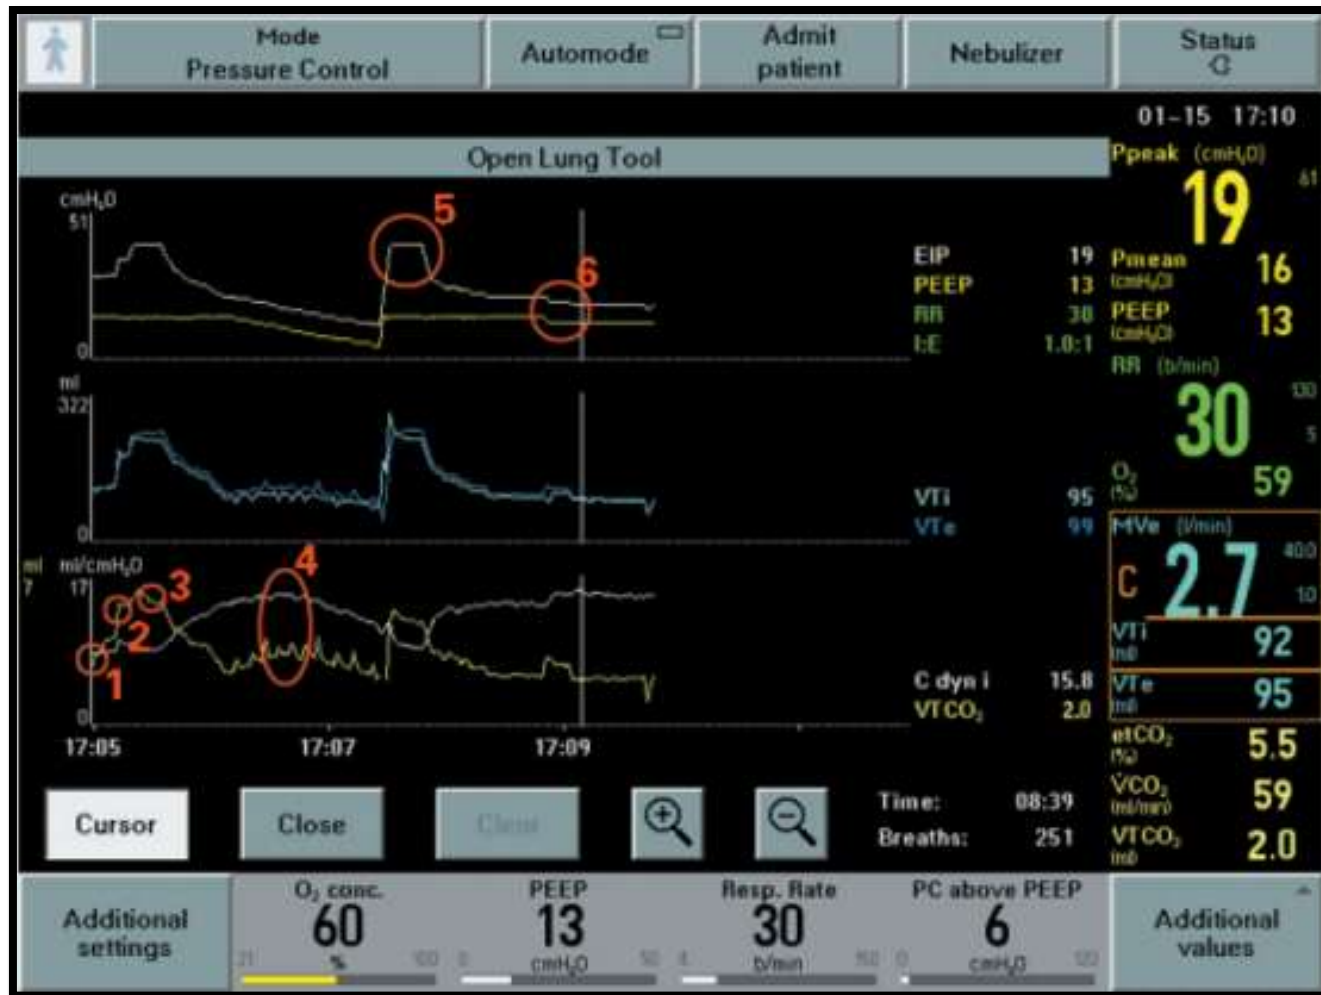 Mode
Pressure Control
Automode
Admit
patient
Nebulizer
Status
01-15 17:10
Open Lung Tool
cmH₂O
51
0
5
6
EIP 19
PEEP 13
RR 30
I:E 1.0:1
ml
322
0
VTi 95
VTe 99
ml ml/cmH₂O
7 17
0
1
2
3
4
C dyn i 15.8
VTCO₂ 2.0
17:05 17:07 17:09
Cursor
Close
Time: 08:39
Breaths: 251
Ppeak (cmH₂O)
19
61
Pmean
(cmH₂O)
16
PEEP
(cmH₂O)
13
RR (b/min)
30
130
5
O₂
(%)
59
MVe (l/min)
C 2.7
40.0
1.0
VTi
(ml)
92
VTe
(ml)
95
etCO₂
(%)
5.5
V̇CO₂
(ml/min)
59
VTCO₂
(ml)
2.0
Additional
settings
O₂ conc.
60
21 % 100
PEEP
13
0 cmH₂O 50
Resp. Rate
30
4 b/min 150
PC above PEEP
6
0 cmH₂O 120
Additional
values